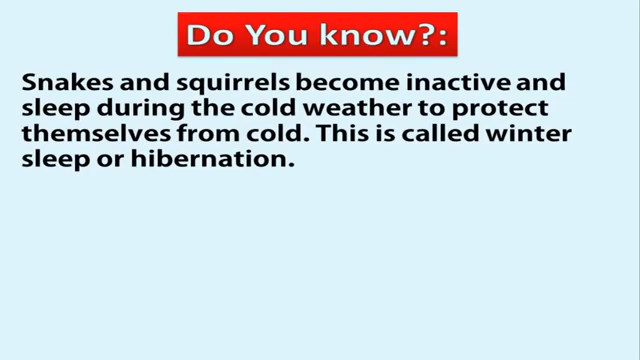 Do You know?:
Snakes and squirrels become inactive and
sleep during the cold weather to protect
themselves from cold. This is called winter
sleep or hibernation.